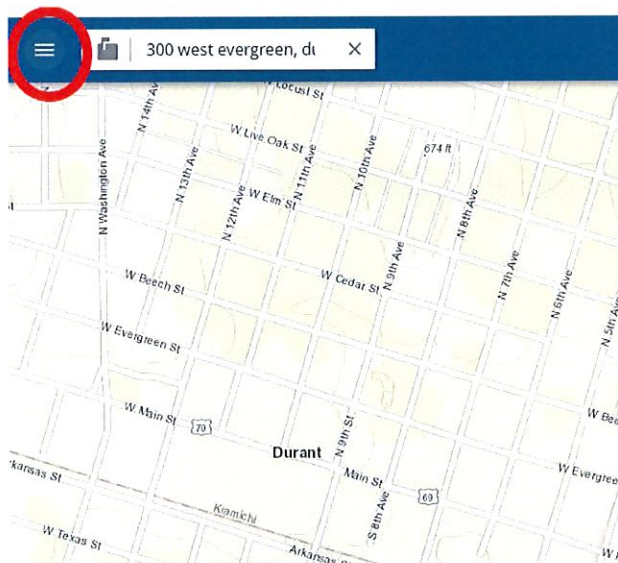 300 west evergreen, du
Locust St
N 14th Ave
W Live Oak St
674 ft
N Washington Ave
N 13th Ave
N 12th Ave
N 11th Ave
N 10th Ave
W Elm St
N 8th Ave
N 9th Ave
N 7th Ave
N 6th Ave
N 5th Ave
W Beech St
W Cedar St
W Evergreen St
W Main St
70
W Bee
Durant
N 9th St
Main St
69
W Evergree
rkansas St
S 8th Ave
Kiamichi
W Texas St
Arkansas St